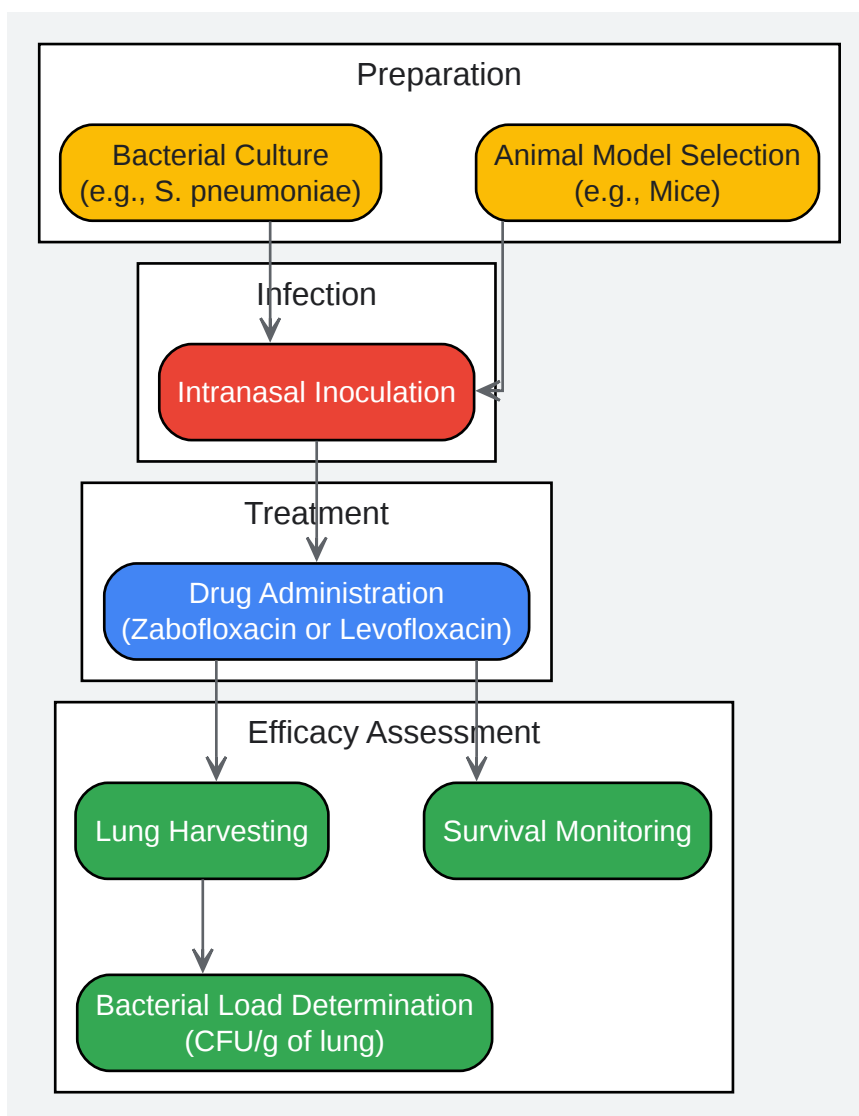 Preparation
Bacterial Culture
(e.g., S. pneumoniae)
Animal Model Selection
(e.g., Mice)
Infection
Intranasal Inoculation
Treatment
Drug Administration
(Zabofloxacin or Levofloxacin)
Efficacy Assessment
Lung Harvesting
Survival Monitoring
Bacterial Load Determination
(CFU/g of lung)